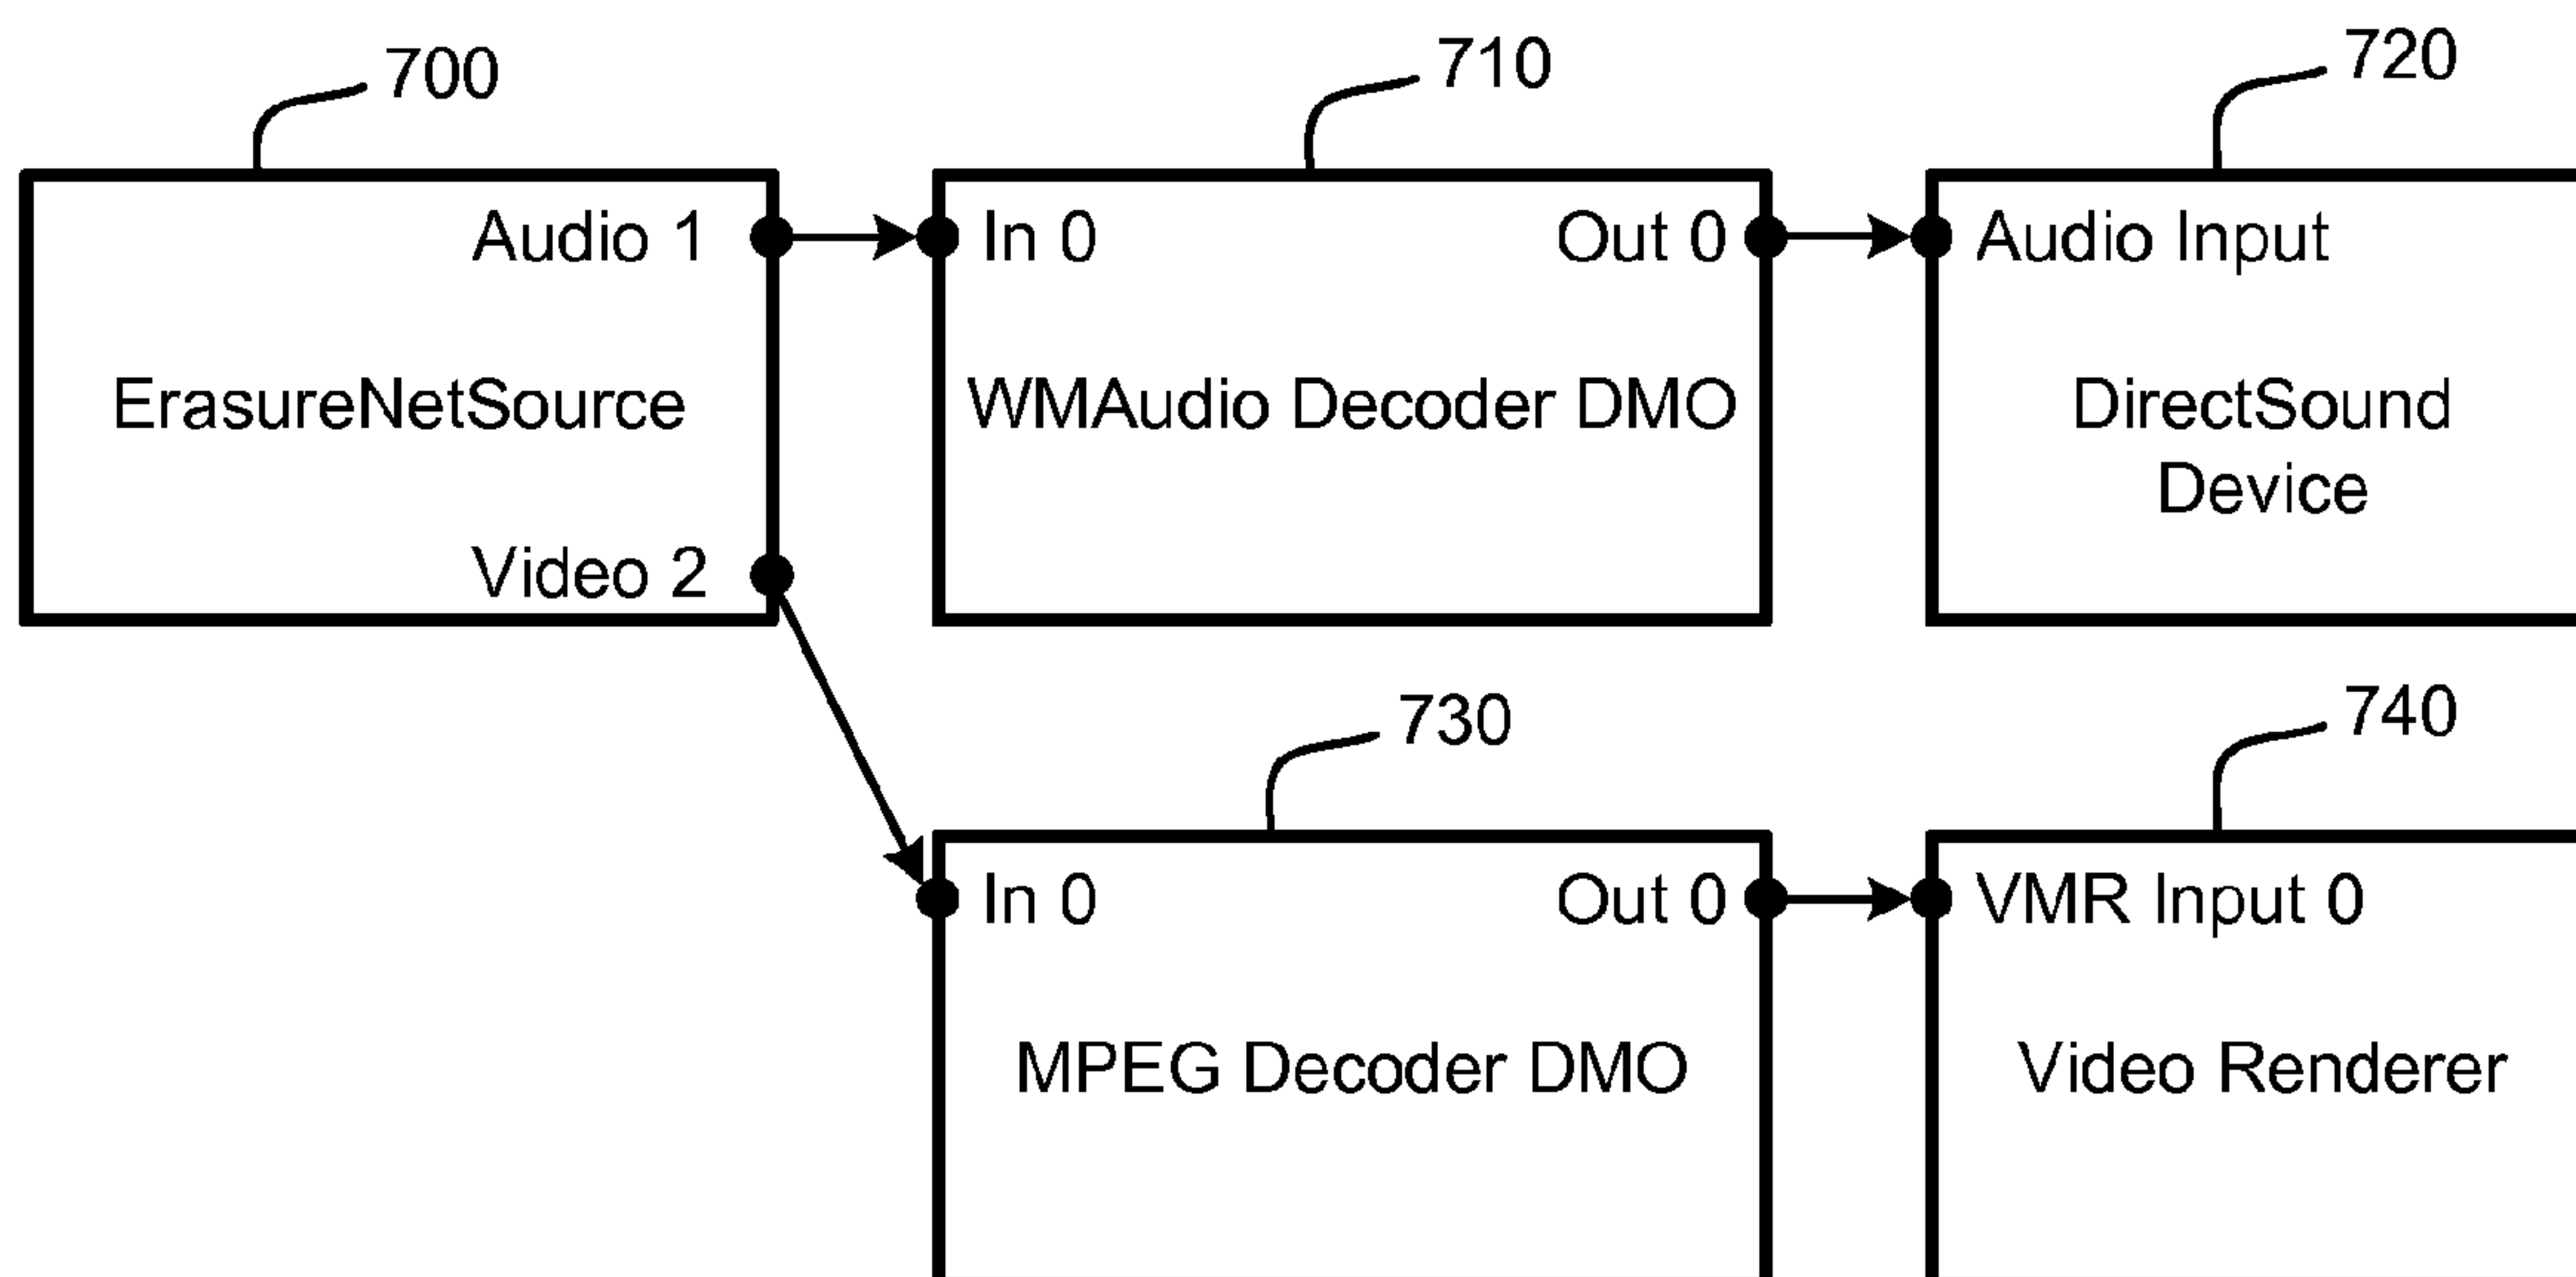 700
710
720
Audio 1
In 0
Out 0
Audio Input
ErasureNetSource
WMAudio Decoder DMO
DirectSound
Device
Video 2
730
740
In 0
Out 0
VMR Input 0
MPEG Decoder DMO
Video Renderer